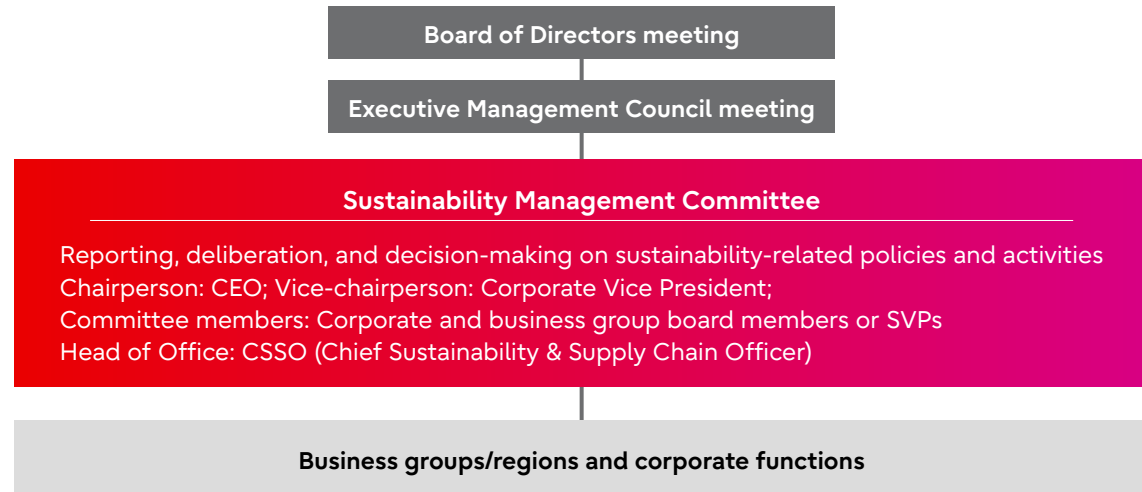 Board of Directors meeting
Executive Management Council meeting
Sustainability Management Committee
Reporting, deliberation, and decision-making on sustainability-related policies and activities
Chairperson: CEO; Vice-chairperson: Corporate Vice President;
Committee members: Corporate and business group board members or SVPs
Head of Office: CSSO (Chief Sustainability & Supply Chain Officer)
Business groups/regions and corporate functions